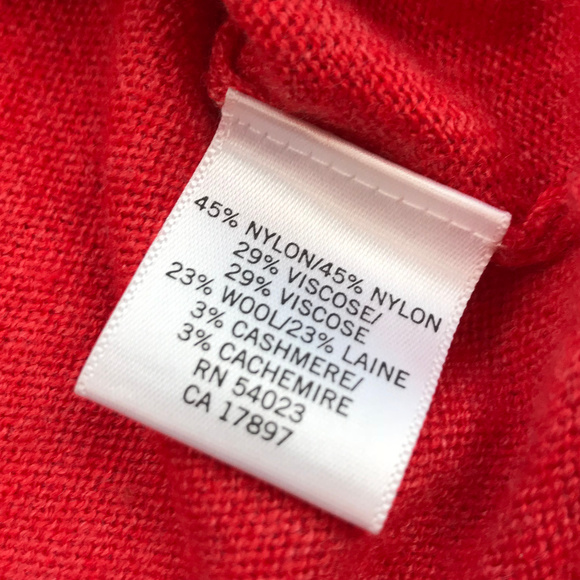 45% NYLON/45% NYLON
29% VISCOSE/
29% VISCOSE
23% WOOL/23% LAINE
3% CASHMERE/
3% CACHEMIRE
RN 54023
CA 17897